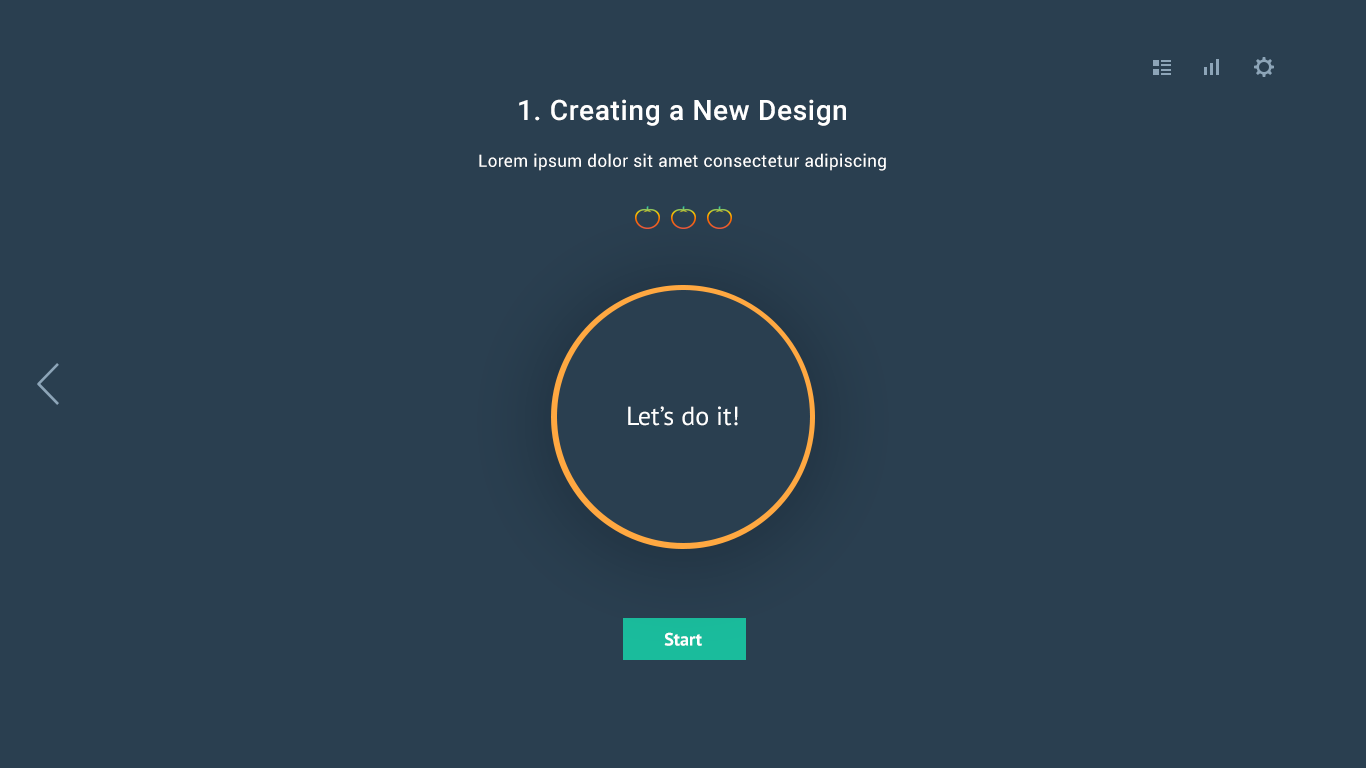 1. Creating a New Design
Lorem ipsum dolor sit amet consectetur adipiscing
Let’s do it!
Start